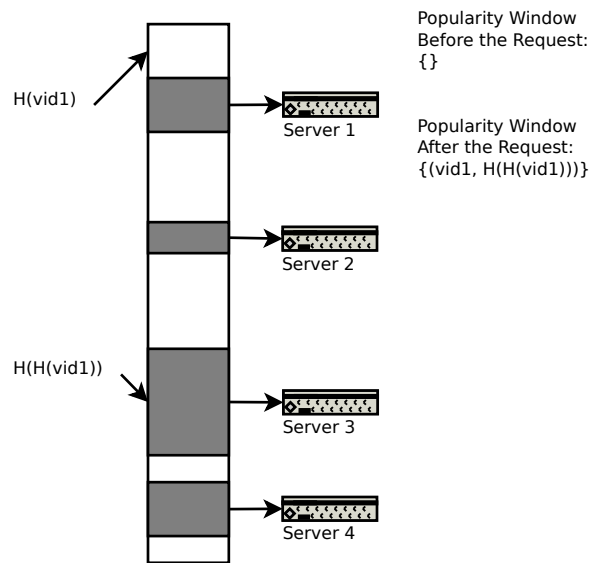 Popularity Window
Before the Request:
{}
H(vid1)
Server 1
Popularity Window
After the Request:
{(vid1, H(H(vid1)))}
Server 2
H(H(vid1))
Server 3
Server 4